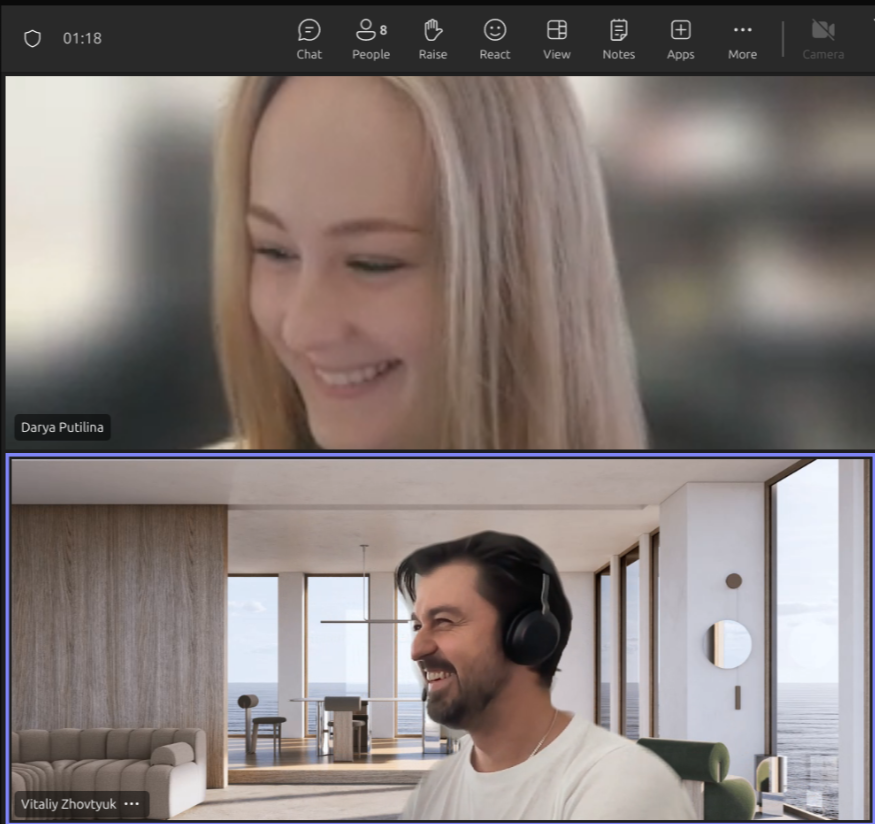 01:18
Chat
People 8
Raise
React
View
Notes
Apps
More
Camera
Darya Putilina
Vitaliy Zhovtyuk